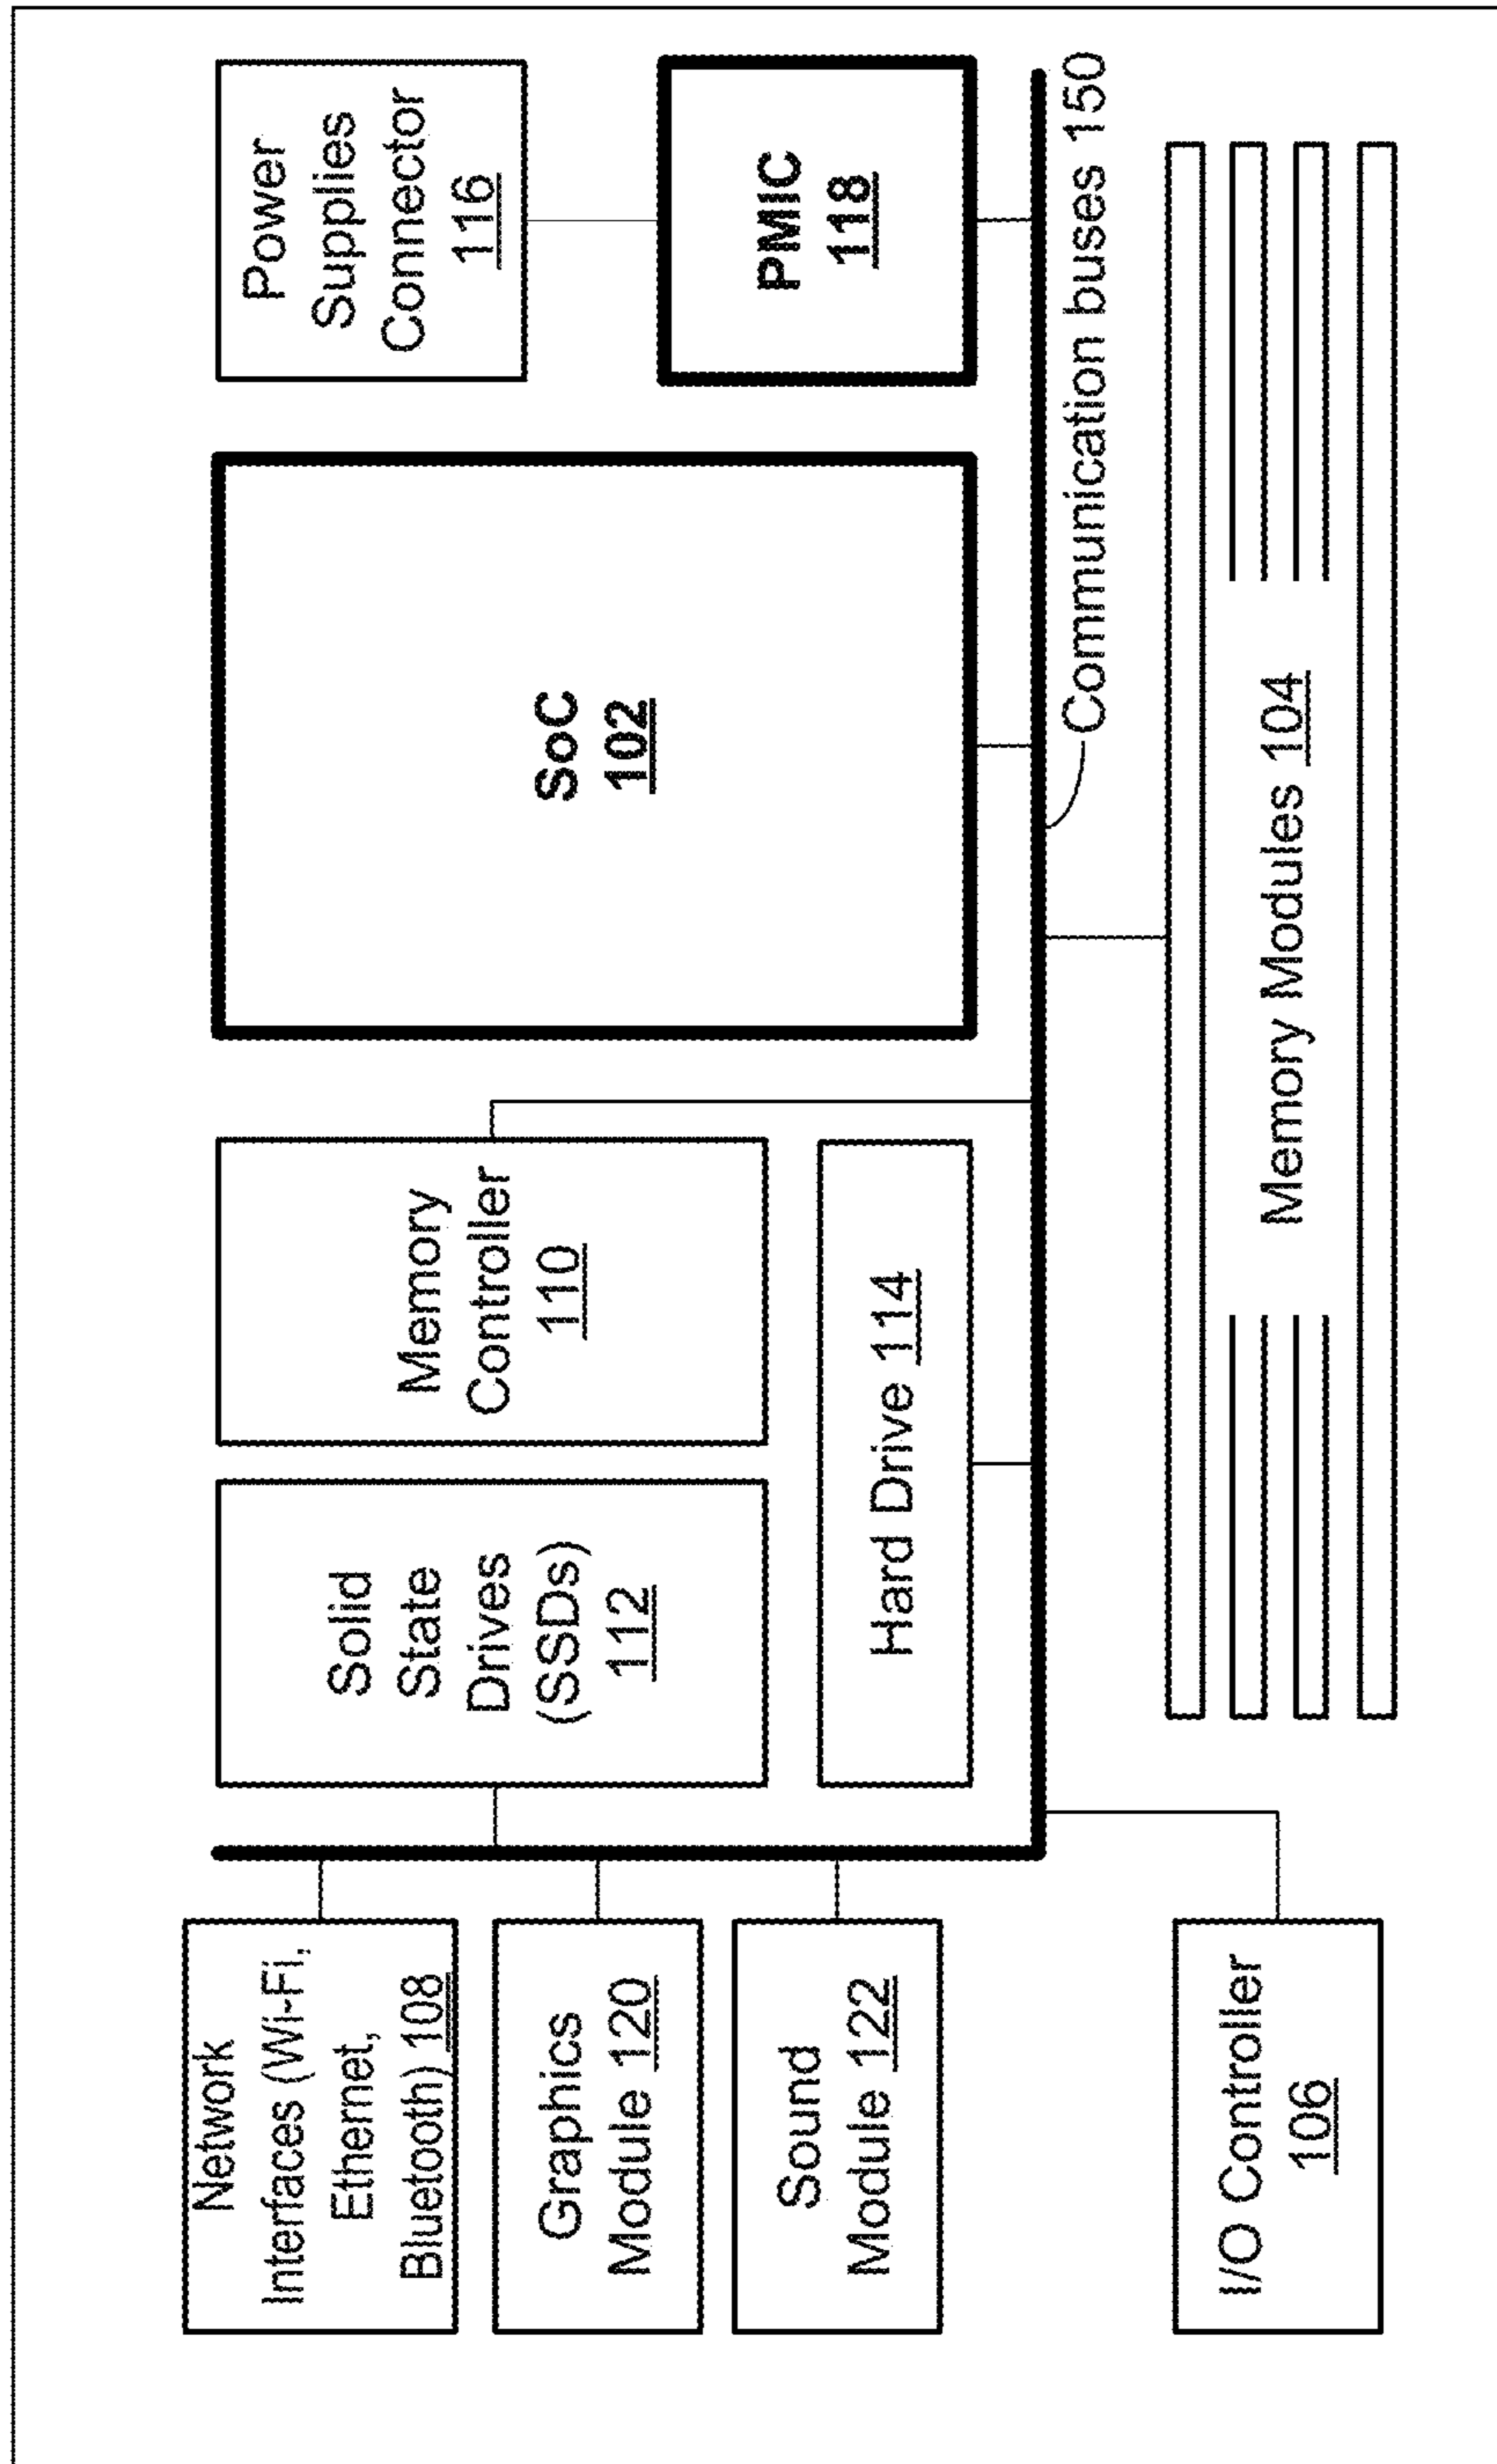 Network
Interfaces (Wi-Fi,
Ethernet,
Bluetooth) 108
Graphics
Module 120
Sound
Module 122
I/O Controller
106
Solid
State
Drives
(SSDs)
112
Memory
Controller
110
Hard Drive 114
SoC
102
Power
Supplies
Connector
116
PMIC
118
Communication buses 150
Memory Modules 104